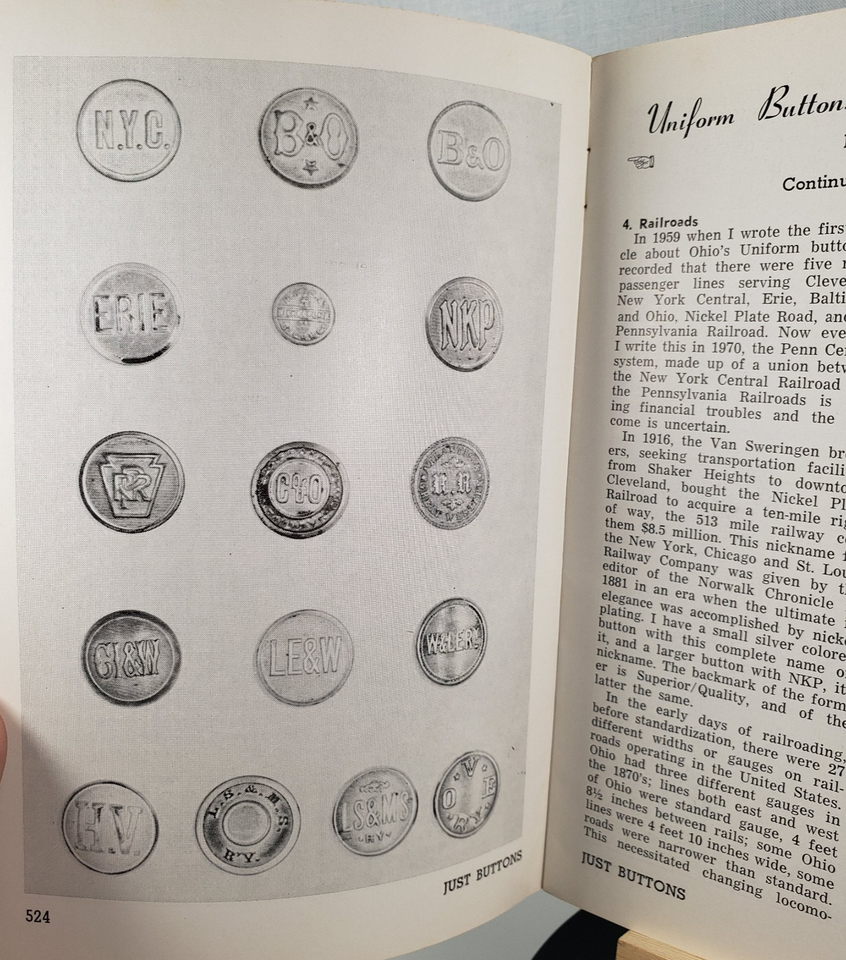 N.Y.C.
B&O
B&O
ERIE
NKP
PRR
C&O
R.R
CI&W
LE&W
W&LERY.
H.V.
L.S.&M.S.
R'Y.
LS&MS
RY
V
O E
R'Y
524
JUST BUTTONS
Uniform Button
Continu
4. Railroads
In 1959 when I wrote the firs
cle about Ohio's Uniform butto
recorded that there were five
passenger lines serving Cleve
New York Central, Erie, Balti
and Ohio, Nickel Plate Road, an
Pennsylvania Railroad. Now eve
I write this in 1970, the Penn Ce
system, made up of a union betw
the New York Central Railroad
the Pennsylvania Railroads is
ing financial troubles and the
come is uncertain.
In 1916, the Van Sweringen br
ers, seeking transportation facili
from Shaker Heights to downto
Cleveland, bought the Nickel Pl
Railroad to acquire a ten-mile ri
of way, the 513 mile railway c
them $8.5 million. This nickname f
the New York, Chicago and St. Lou
Railway Company was given by t
editor of the Norwalk Chronicle
1881 in an era when the ultimate
elegance was accomplished by nick
plating. I have a small silver colore
button with this complete name o
it, and a larger button with NKP, it
nickname. The backmark of the form
er is Superior/Quality, and of the
latter the same.
In the early days of railroading,
before standardization, there were 27
different widths or gauges on rail-
roads operating in the United States.
Ohio had three different gauges in
the 1870's; lines both east and west
of Ohio were standard gauge, 4 feet
8½ inches between rails; some Ohio
lines were 4 feet 10 inches wide, some
roads were narrower than standard.
This necessitated changing locomo-
JUST BUTTONS